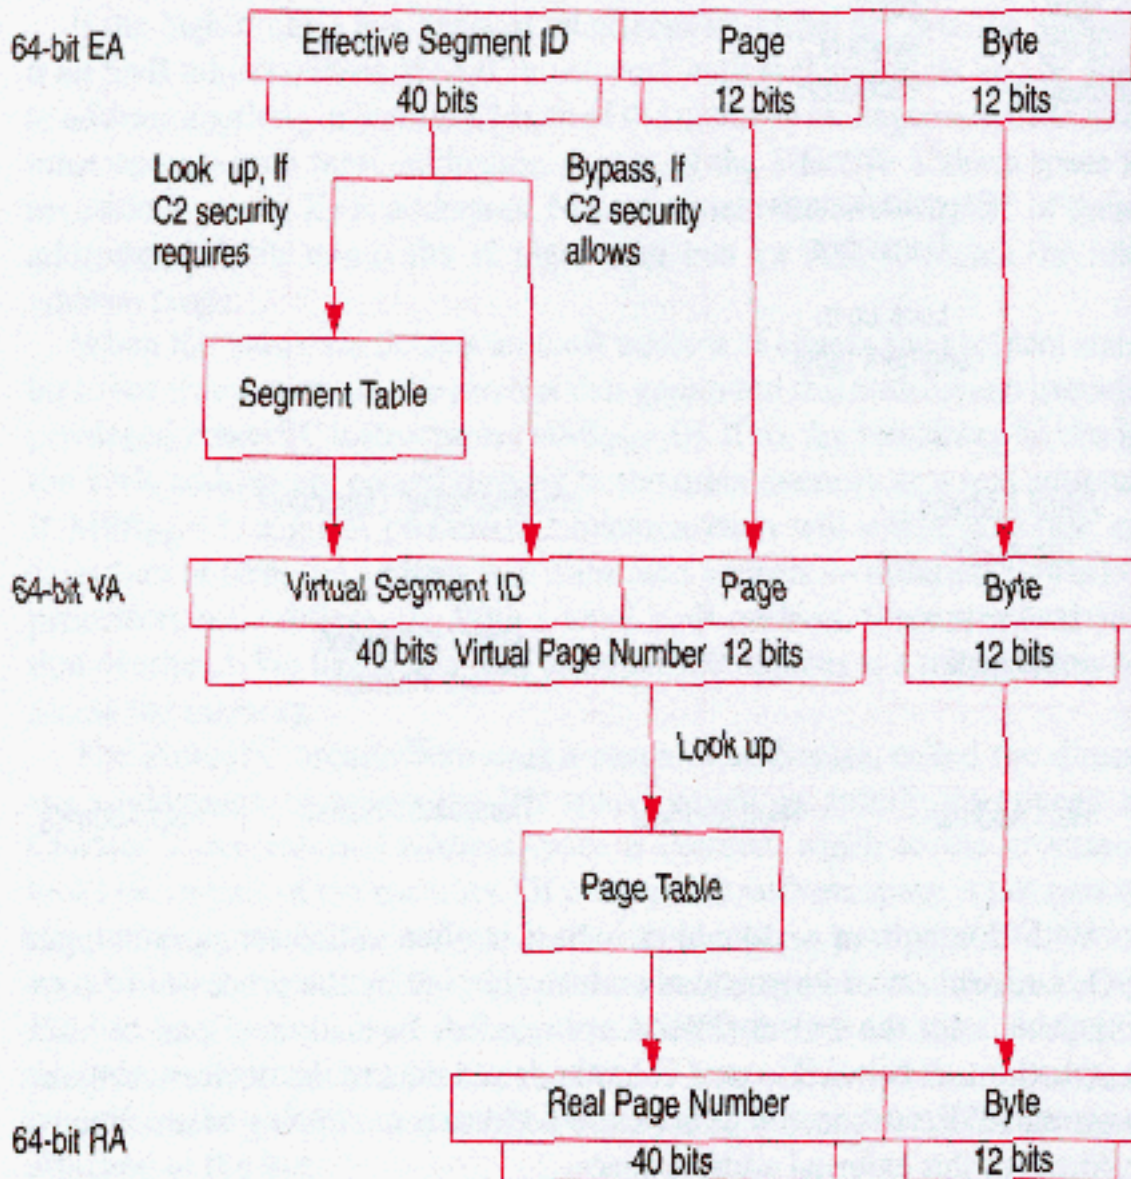 64-bit EA Effective Segment ID Page Byte
40 bits 12 bits 12 bits
Look up, If
C2 security
requires
Bypass, If
C2 security
allows
Segment Table
64-bit VA Virtual Segment ID Page Byte
40 bits Virtual Page Number 12 bits 12 bits
Look up
Page Table
Real Page Number Byte
64-bit RA
40 bits 12 bits